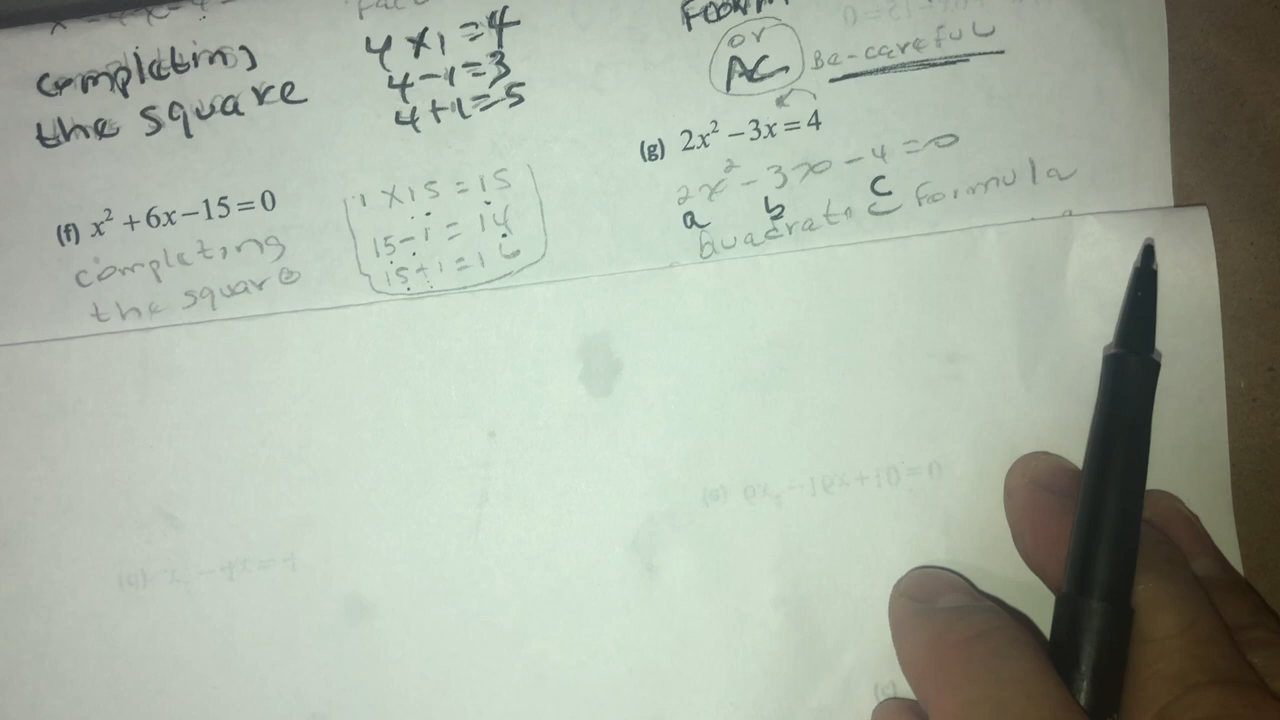 completing
the square
4 × 1 = 4
4 - 1 = 3
4 + 1 = 5
or
AC
Be-careful
(f) x² + 6x - 15 = 0
completing
the square
1 × 15 = 15
15 - 1 = 14
15 + 1 = 16
(g) 2x² - 3x = 4
2x² - 3x - 4 = 0
a b c
Quadratic formula